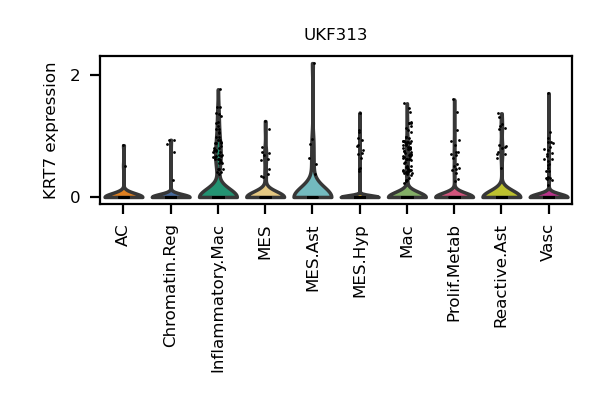 UKF313
KRT7 expression
2
0
AC
Chromatin.Reg
Inflammatory.Mac
MES
MES.Ast
MES.Hyp
Mac
Prolif.Metab
Reactive.Ast
Vasc